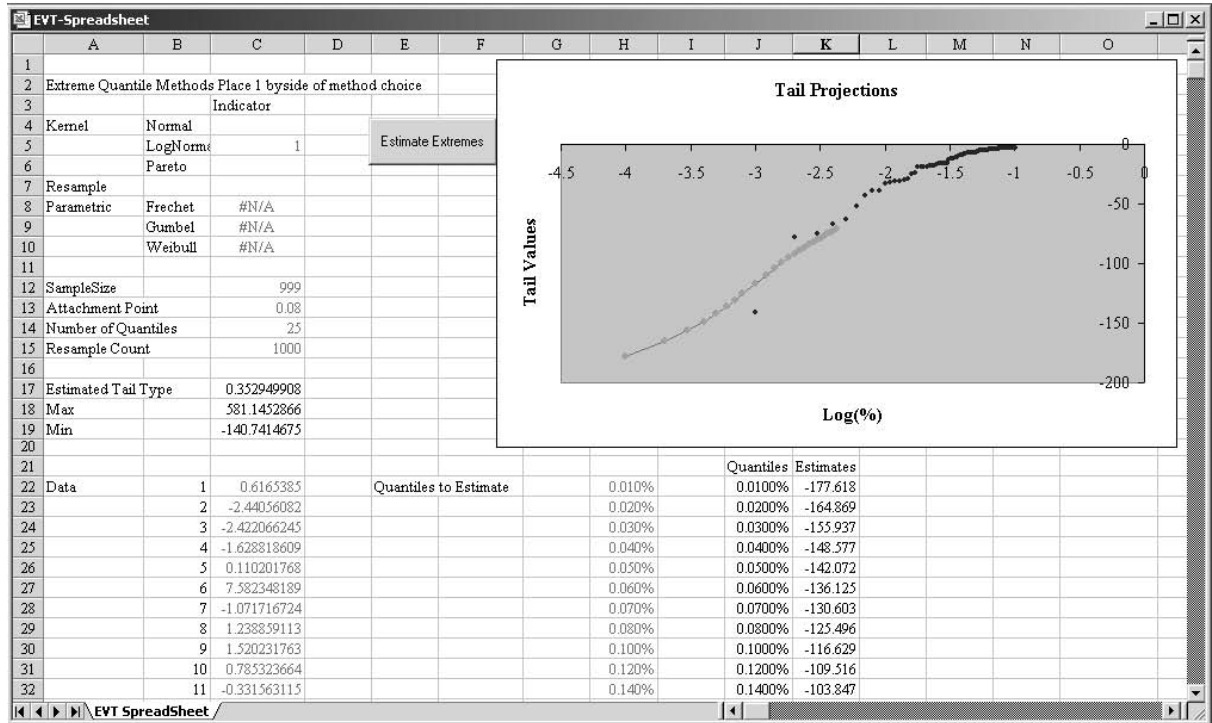 EVT-Spreadsheet
A B C D E F G H I J K L M N O
1
2 Extreme Quantile Methods Place 1 byside of method choice
3 Indicator
4 Kernel Normal
5 LogNorma 1
6 Pareto
7 Resample
8 Parametric Frechet #N/A
9 Gumbel #N/A
10 Weibull #N/A
11
12 SampleSize 999
13 Attachment Point 0.08
14 Number of Quantiles 25
15 Resample Count 1000
16
17 Estimated Tail Type 0.352949908
18 Max 581.1452866
19 Min -140.7414675
20
Estimate Extremes
Tail Projections
-4.5 -4 -3.5 -3 -2.5 -2 -1.5 -1 -0.5 0
0
-50
-100
-150
-200
Tail Values
Log(%)
21 Quantiles Estimates
22 Data 1 0.6165385 Quantiles to Estimate 0.010% 0.0100% -177.618
23 2 -2.44056082 0.020% 0.0200% -164.869
24 3 -2.422066245 0.030% 0.0300% -155.937
25 4 -1.628818609 0.040% 0.0400% -148.577
26 5 0.110201768 0.050% 0.0500% -142.072
27 6 7.582348189 0.060% 0.0600% -136.125
28 7 -1.071716724 0.070% 0.0700% -130.603
29 8 1.238859113 0.080% 0.0800% -125.496
30 9 1.520231763 0.100% 0.1000% -116.629
31 10 0.785323664 0.120% 0.1200% -109.516
32 11 -0.331563115 0.140% 0.1400% -103.847
EVT SpreadSheet